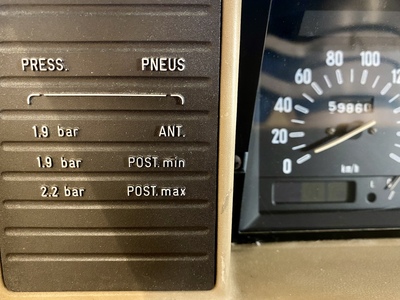 PRESS. PNEUS
1.9 bar ANT.
1.9 bar POST. min
2.2 bar POST. max
100
80
60
40
20
0
59860
km/h
L